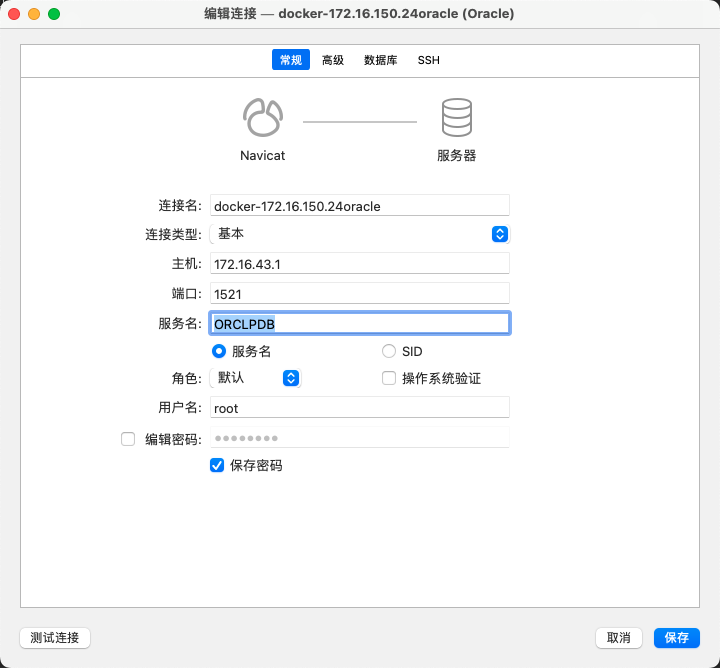 编辑连接 — docker-172.16.150.24oracle (Oracle)
常规 高级 数据库 SSH
Navicat 服务器
连接名: docker-172.16.150.24oracle
连接类型: 基本
主机: 172.16.43.1
端口: 1521
服务名: ORCLPDB
服务名 SID
角色: 默认 操作系统验证
用户名: root
编辑密码: ••••••••
保存密码
测试连接 取消 保存